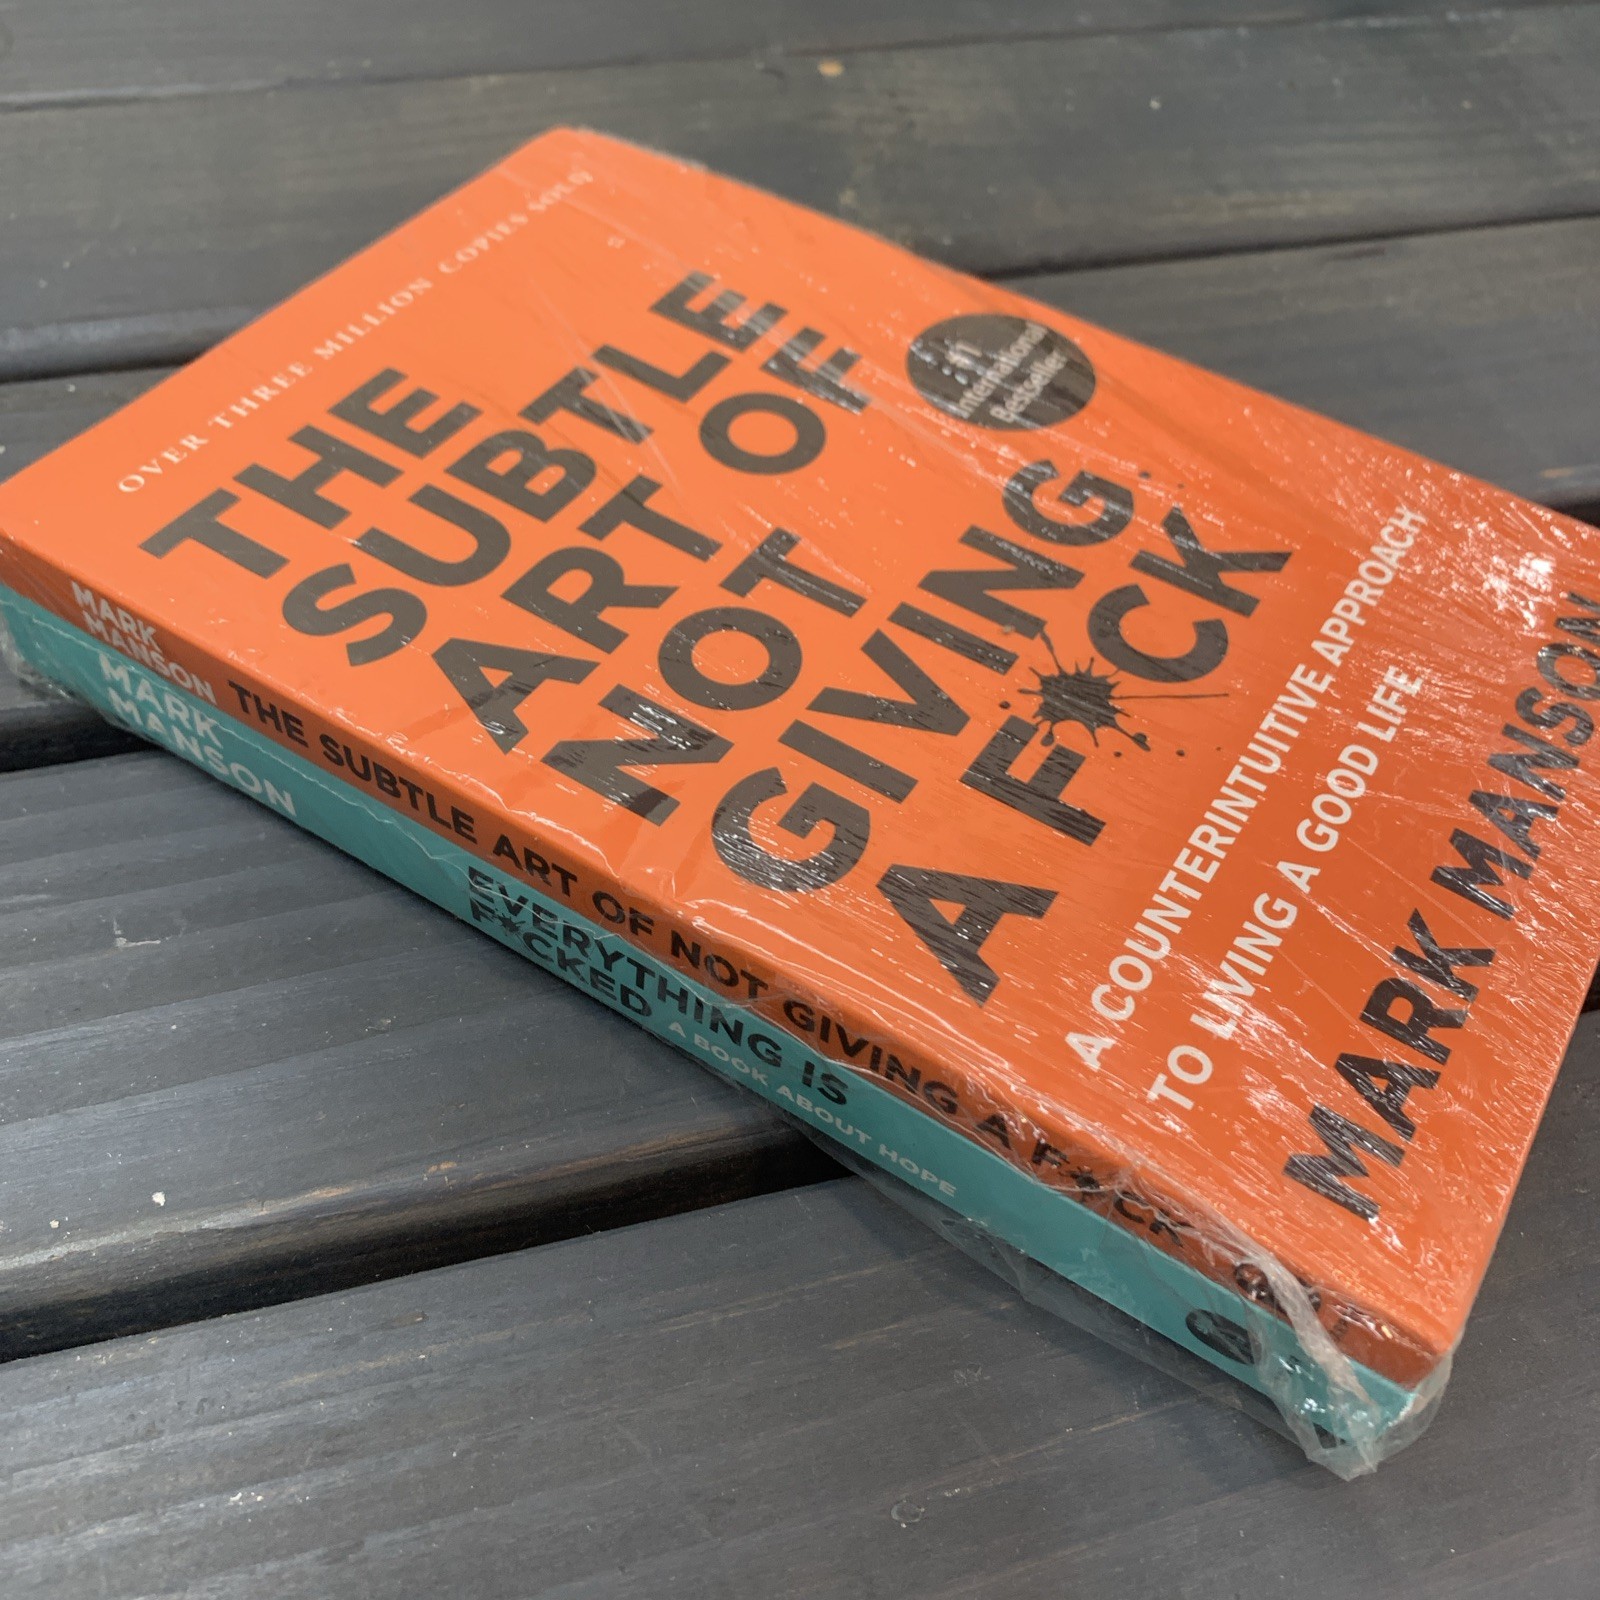 OVER THREE MILLION COPIES SOLD
THE
SUBTLE
ART OF
NOT
GIVING
A F*CK
#1
International
Bestseller
A COUNTERINTUITIVE APPROACH
TO LIVING A GOOD LIFE
MARK MANSON
MARK
MANSON
THE SUBTLE ART OF NOT GIVING A F*CK
MARK
MANSON
EVERYTHING IS
F*CKED
A BOOK ABOUT HOPE